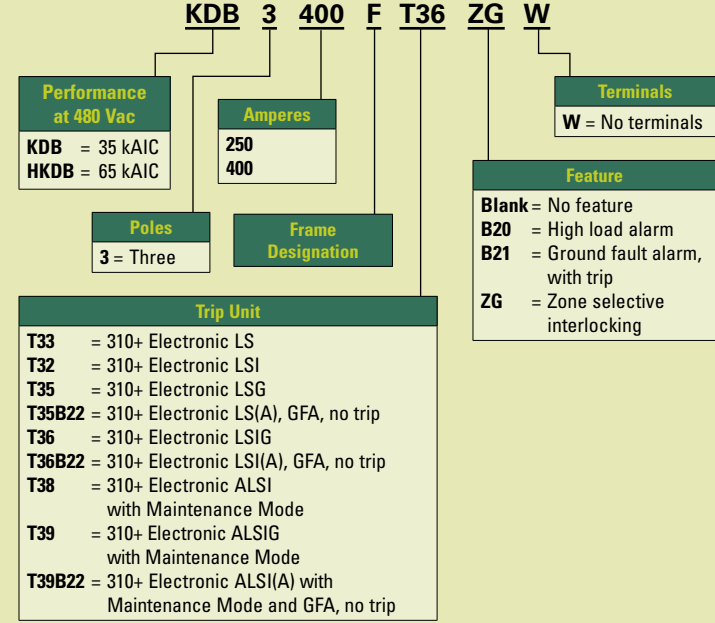 KDB 3 400 F T36 ZG W
Performance
at 480 Vac
KDB = 35 kAIC
HKDB = 65 kAIC
Amperes
250
400
Terminals
W = No terminals
Poles
3 = Three
Frame
Designation
Feature
Blank = No feature
B20 = High load alarm
B21 = Ground fault alarm,
with trip
ZG = Zone selective
interlocking
Trip Unit
T33 = 310+ Electronic LS
T32 = 310+ Electronic LSI
T35 = 310+ Electronic LSG
T35B22 = 310+ Electronic LS(A), GFA, no trip
T36 = 310+ Electronic LSIG
T36B22 = 310+ Electronic LSI(A), GFA, no trip
T38 = 310+ Electronic ALSI
with Maintenance Mode
T39 = 310+ Electronic ALSIG
with Maintenance Mode
T39B22 = 310+ Electronic ALSI(A) with
Maintenance Mode and GFA, no trip